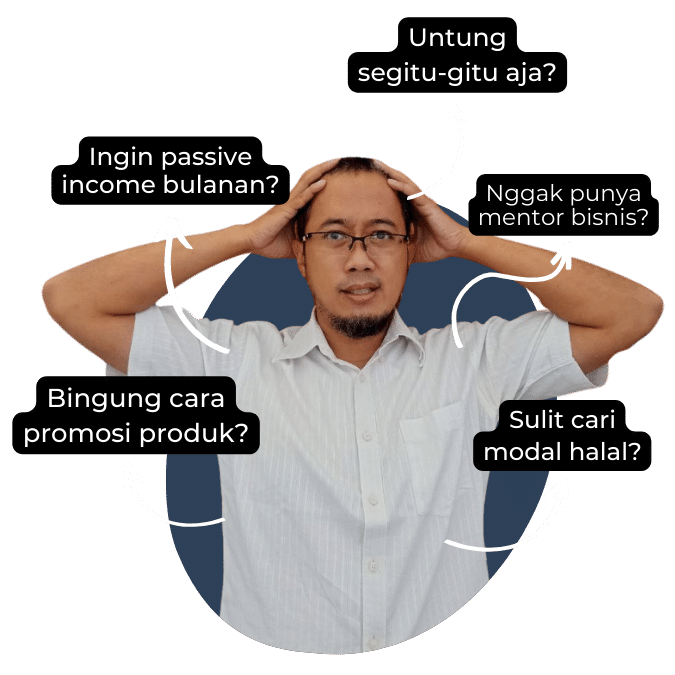 Untung
segitu-gitu aja?
Ingin passive
income bulanan?
Nggak punya
mentor bisnis?
Bingung cara
promosi produk?
Sulit cari
modal halal?